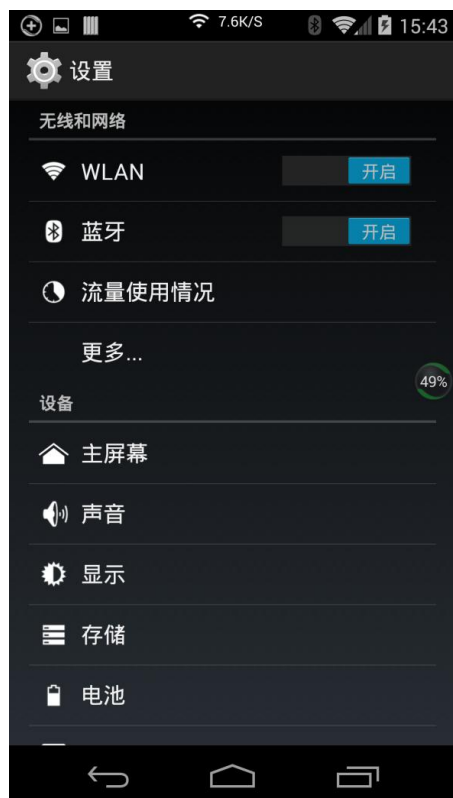 7.6K/S 15:43
设置
无线和网络
WLAN 开启
蓝牙 开启
流量使用情况
更多...
49%
设备
主屏幕
声音
显示
存储
电池